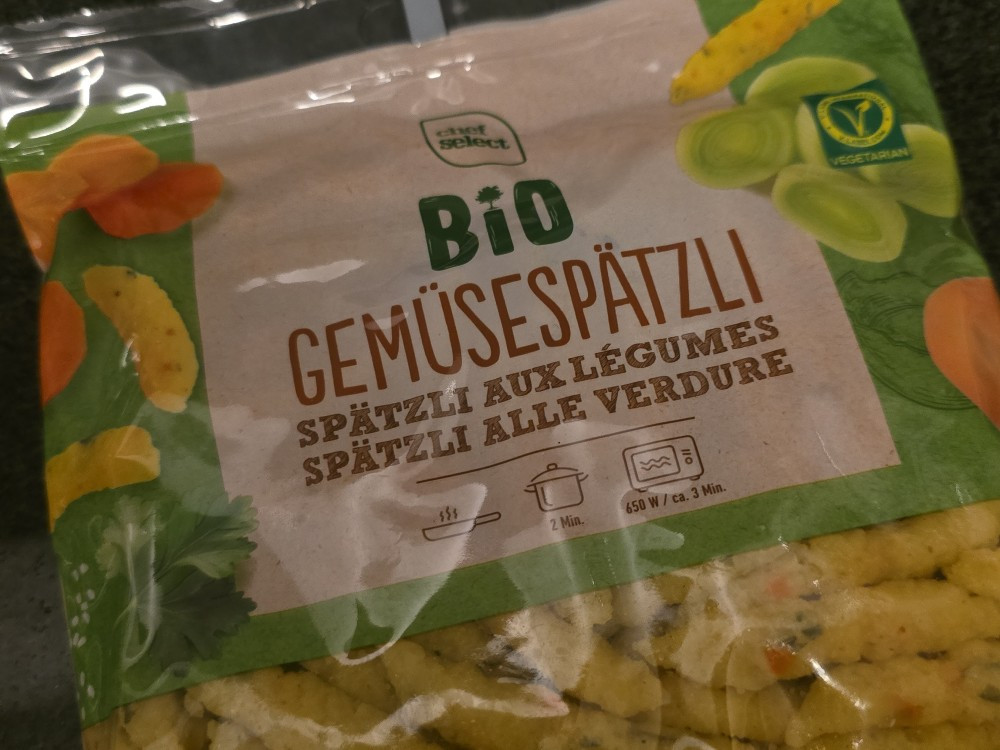 chef
select
BiO
VEGETARIAN
GEMÜSESPÄTZLI
SPÄTZLI AUX LÉGUMES
SPÄTZLI ALLE VERDURE
2 Min.
650 W / ca. 3 Min.